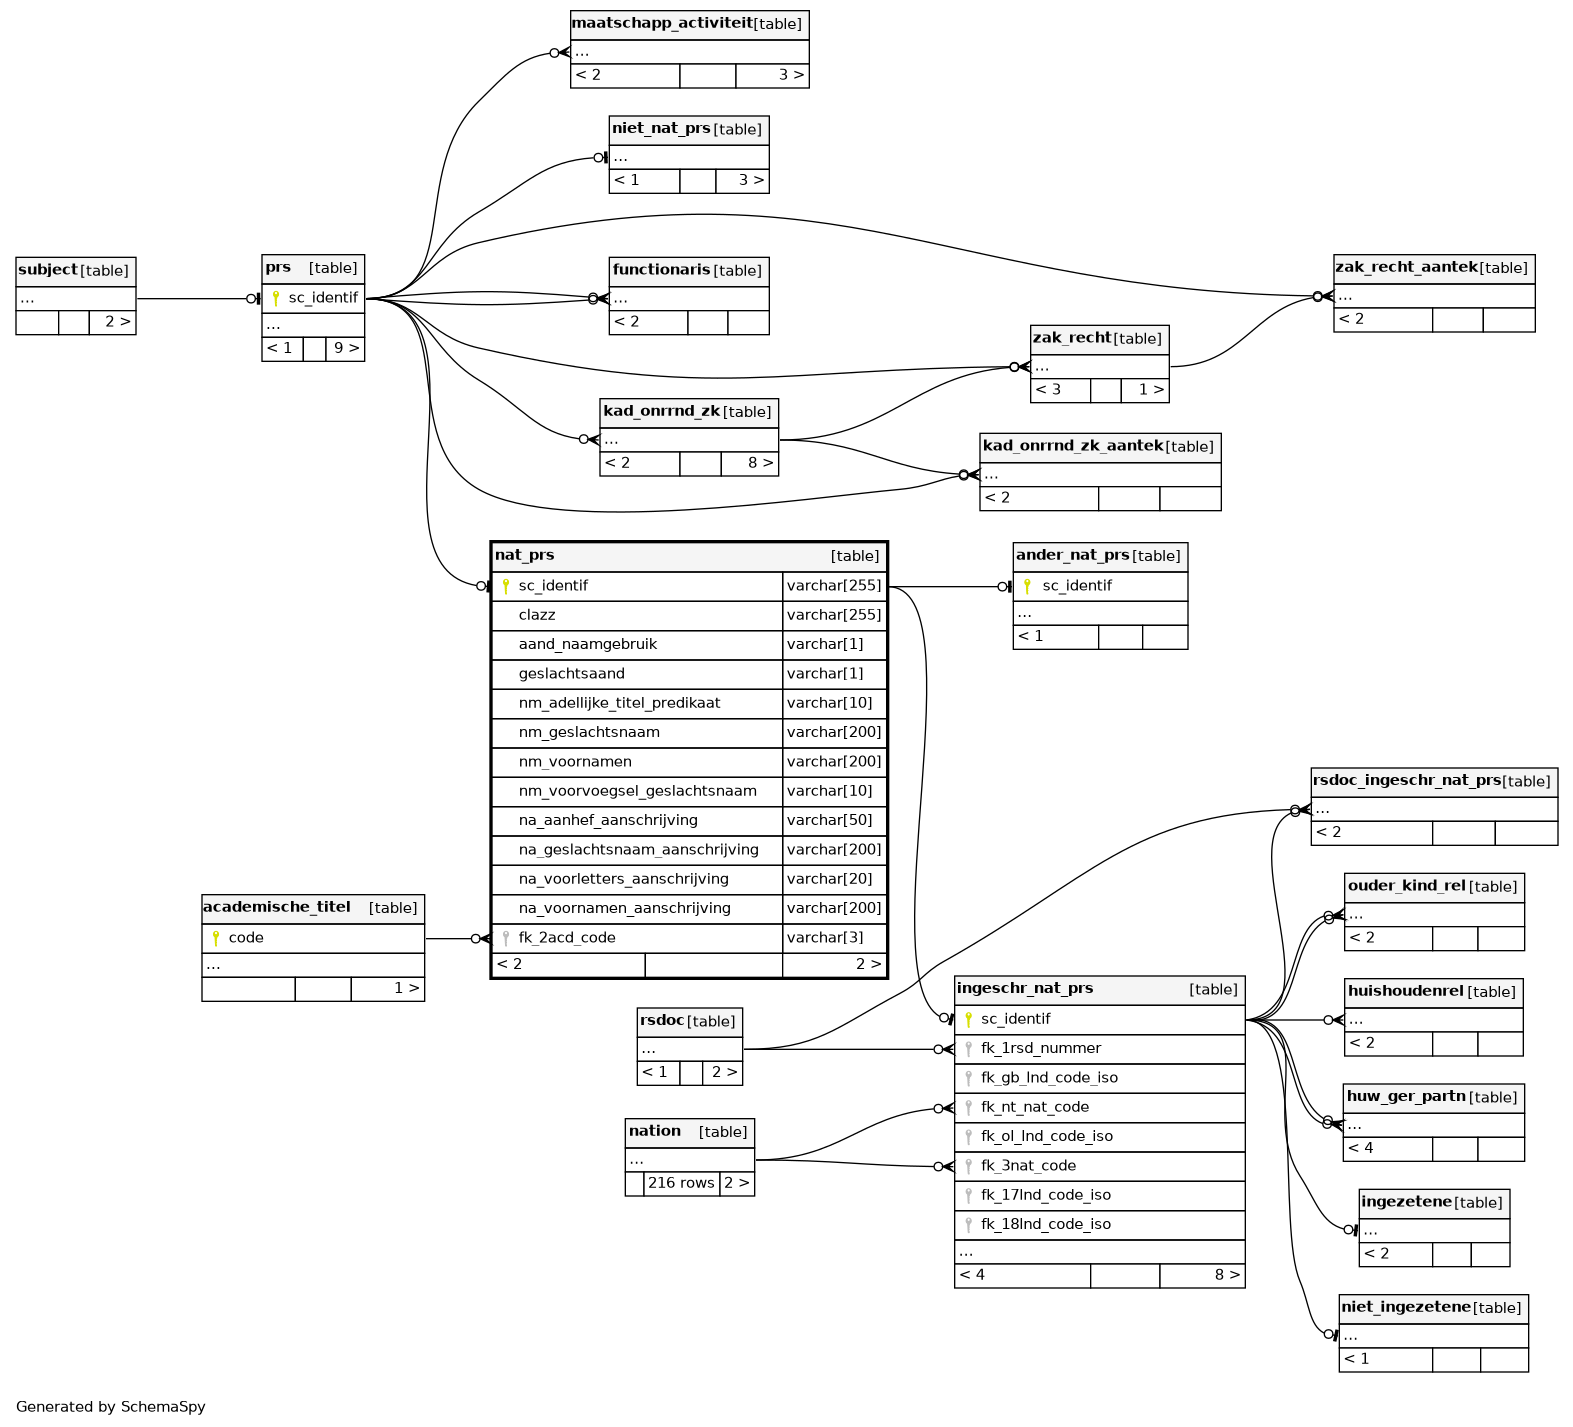 maatschapp_activiteit [table]
...
< 2 3 >
niet_nat_prs [table]
...
< 1 3 >
subject [table]
...
2 >
prs [table]
sc_identif
...
< 1 9 >
functionaris [table]
...
< 2
zak_recht_aantek [table]
...
< 2
zak_recht [table]
...
< 3 1 >
kad_onrrnd_zk [table]
...
< 2 8 >
kad_onrrnd_zk_aantek [table]
...
< 2
nat_prs [table]
sc_identif varchar[255]
clazz varchar[255]
aand_naamgebruik varchar[1]
geslachtsaand varchar[1]
nm_adellijke_titel_predikaat varchar[10]
nm_geslachtsnaam varchar[200]
nm_voornamen varchar[200]
nm_voorvoegsel_geslachtsnaam varchar[10]
na_aanhef_aanschrijving varchar[50]
na_geslachtsnaam_aanschrijving varchar[200]
na_voorletters_aanschrijving varchar[20]
na_voornamen_aanschrijving varchar[200]
fk_2acd_code varchar[3]
< 2 2 >
ander_nat_prs [table]
sc_identif
...
< 1
academische_titel [table]
code
...
1 >
rsdoc_ingeschr_nat_prs [table]
...
< 2
ouder_kind_rel [table]
...
< 2
rsdoc [table]
...
< 1 2 >
nation [table]
...
216 rows 2 >
ingeschr_nat_prs [table]
sc_identif
fk_1rsd_nummer
fk_gb_lnd_code_iso
fk_nt_nat_code
fk_ol_lnd_code_iso
fk_3nat_code
fk_17lnd_code_iso
fk_18lnd_code_iso
...
< 4 8 >
huishoudenrel [table]
...
< 2
huw_ger_partn [table]
...
< 4
ingezetene [table]
...
< 2
niet_ingezetene [table]
...
< 1
Generated by SchemaSpy